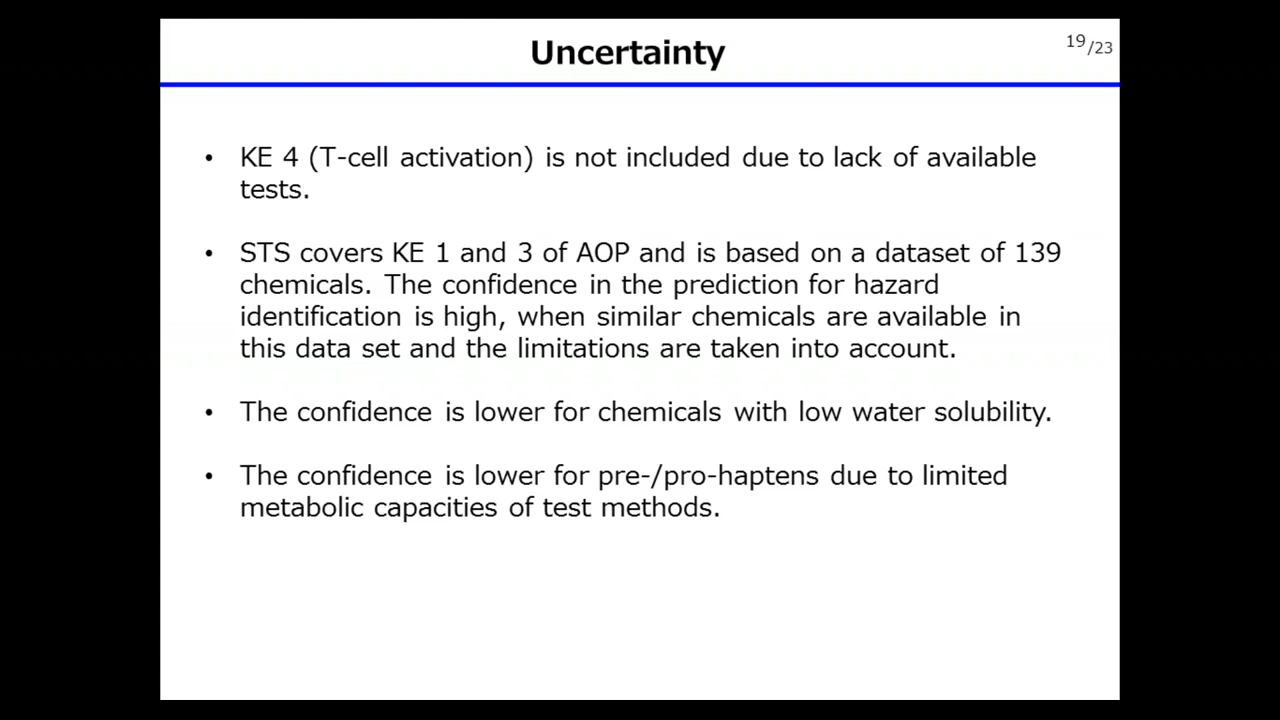 Uncertainty
19/23
• KE 4 (T-cell activation) is not included due to lack of available
tests.
• STS covers KE 1 and 3 of AOP and is based on a dataset of 139
chemicals. The confidence in the prediction for hazard
identification is high, when similar chemicals are available in
this data set and the limitations are taken into account.
• The confidence is lower for chemicals with low water solubility.
• The confidence is lower for pre-/pro-haptens due to limited
metabolic capacities of test methods.